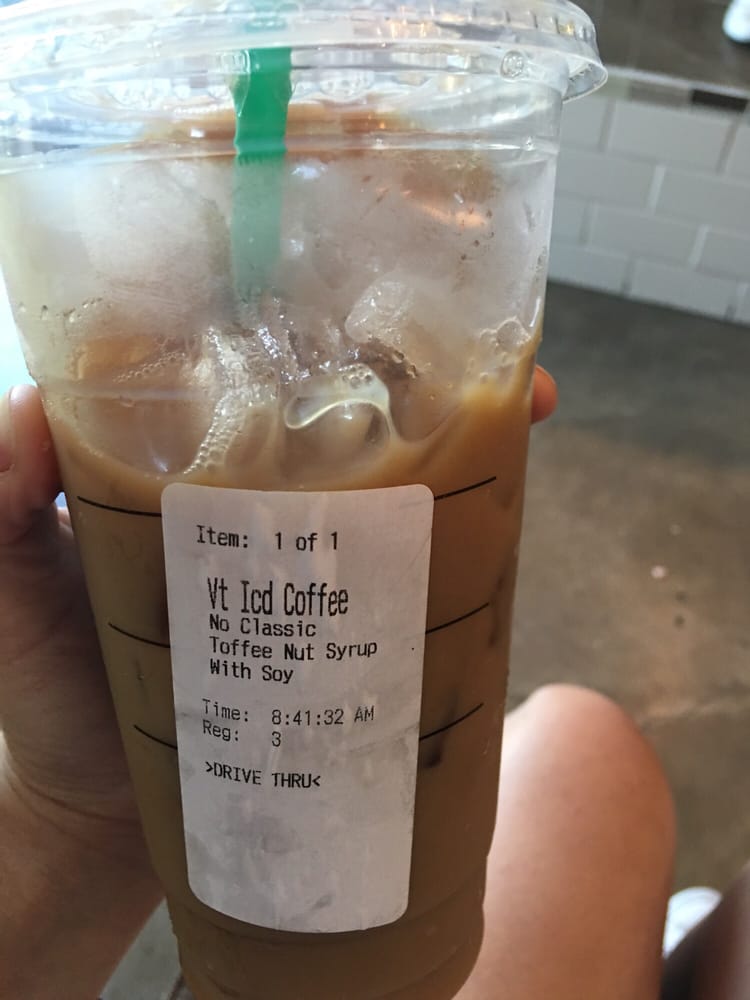 Item: 1 of 1
Vt Icd Coffee
No Classic
Toffee Nut Syrup
With Soy
Time: 8:41:32 AM
Reg: 3
>DRIVE THRU<